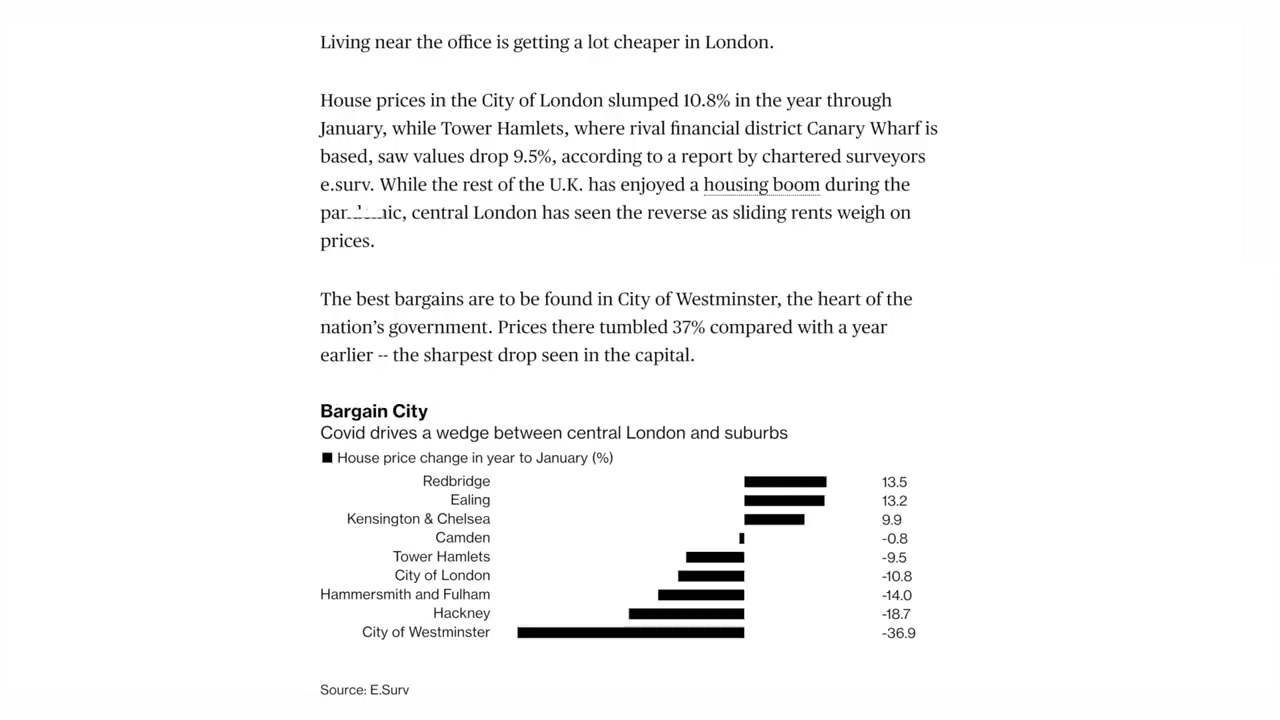 Living near the office is getting a lot cheaper in London.
House prices in the City of London slumped 10.8% in the year through
January, while Tower Hamlets, where rival financial district Canary Wharf is
based, saw values drop 9.5%, according to a report by chartered surveyors
e.surv. While the rest of the U.K. has enjoyed a housing boom during the
pandemic, central London has seen the reverse as sliding rents weigh on
prices.
The best bargains are to be found in City of Westminster, the heart of the
nation's government. Prices there tumbled 37% compared with a year
earlier -- the sharpest drop seen in the capital.
Bargain City
Covid drives a wedge between central London and suburbs
House price change in year to January (%)
Redbridge 13.5
Ealing 13.2
Kensington & Chelsea 9.9
Camden -0.8
Tower Hamlets -9.5
City of London -10.8
Hammersmith and Fulham -14.0
Hackney -18.7
City of Westminster -36.9
Source: E.Surv